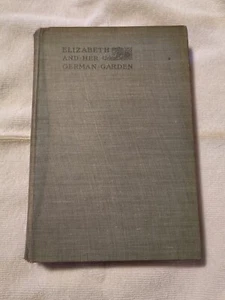 ELIZABETH
AND HER
GERMAN GARDEN